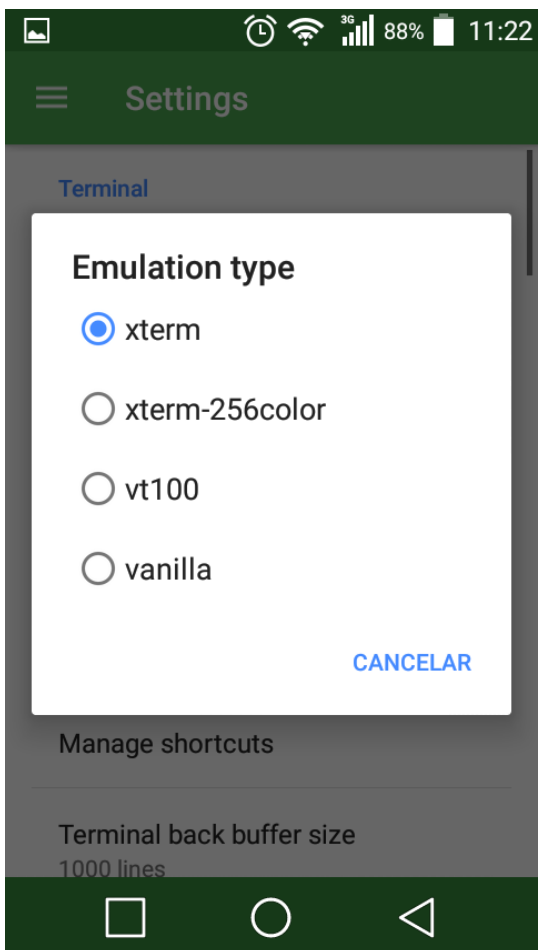 3G 88% 11:22
Settings
Terminal
Emulation type
xterm
xterm-256color
vt100
vanilla
CANCELAR
Manage shortcuts
Terminal back buffer size
1000 lines